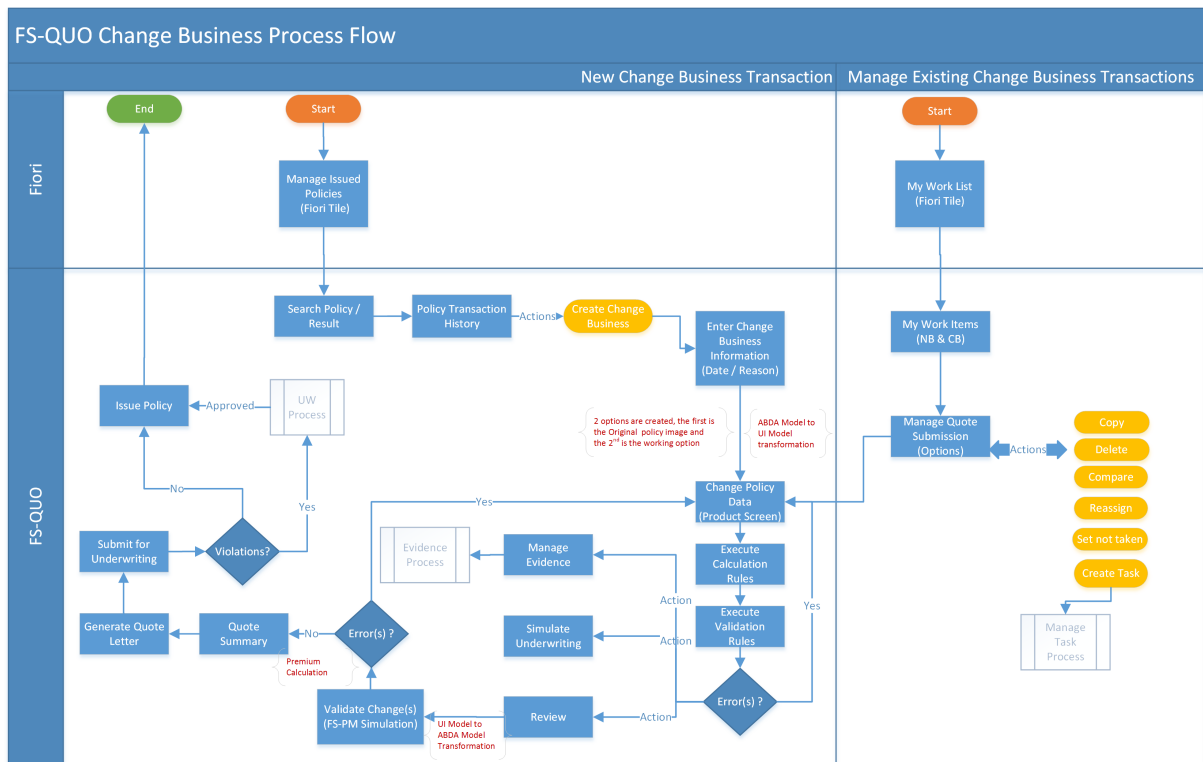 FS-QUO Change Business Process Flow
New Change Business Transaction
Manage Existing Change Business Transactions
Fiori
End
Start
Start
Manage Issued
Policies
(Fiori Tile)
My Work List
(Fiori Tile)
FS-QUO
Search Policy /
Result
Policy Transaction
History
Actions
Create Change
Business
Enter Change
Business
Information
(Date / Reason)
My Work Items
(NB & CB)
Issue Policy
Approved
UW
Process
2 options are created, the first is
the Original policy image and
the 2nd is the working option
ABDA Model to
UI Model
transformation
Manage Quote
Submission
(Options)
Actions
Copy
Delete
Compare
Reassign
Set not taken
Create Task
Manage
Task
Process
No
Yes
Yes
Change Policy
Data
(Product Screen)
Submit for
Underwriting
Violations?
Evidence
Process
Manage
Evidence
Execute
Calculation
Rules
Action
Yes
Generate Quote
Letter
Quote
Summary
No
Error(s) ?
Simulate
Underwriting
Action
Execute
Validation
Rules
Premium
Calculation
Validate Change(s)
(FS-PM Simulation)
UI Model to
ABDA Model
Transformation
Review
Action
Error(s) ?